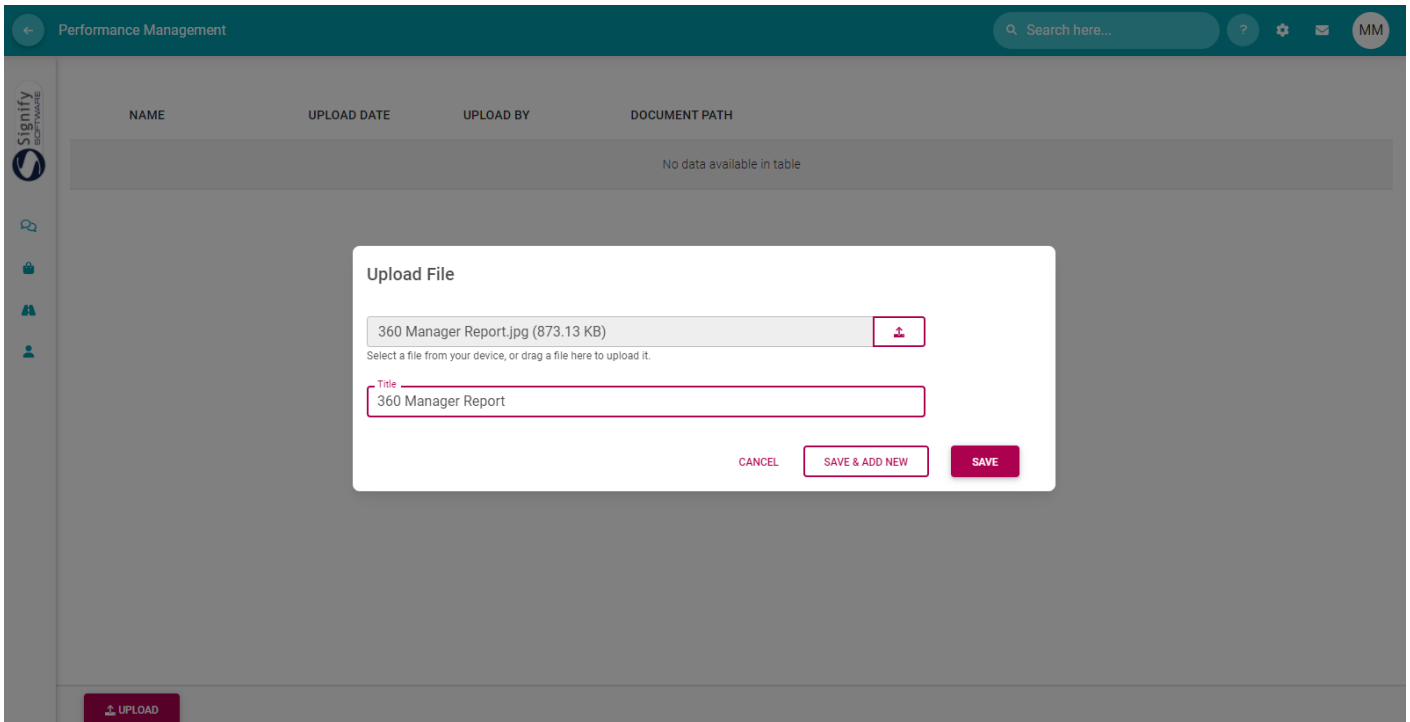 Performance Management
Search here...
?
MM
Signify
SOFTWARE
NAME UPLOAD DATE UPLOAD BY DOCUMENT PATH
No data available in table
Upload File
360 Manager Report.jpg (873.13 KB)
Select a file from your device, or drag a file here to upload it.
Title
360 Manager Report
CANCEL SAVE & ADD NEW SAVE
UPLOAD